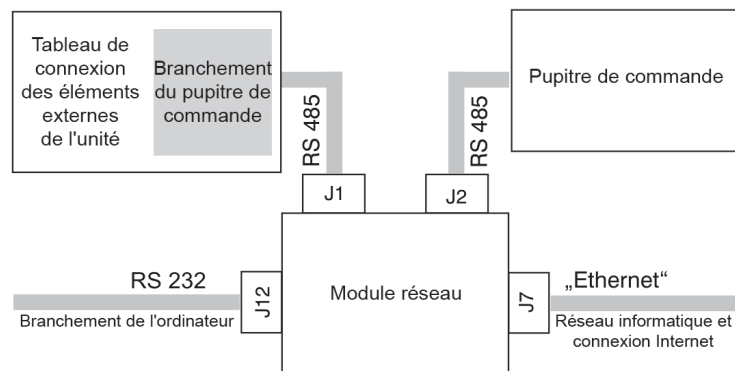 Tableau de
connexion
des éléments
externes
de l'unité
Branchement
du pupitre de
commande
RS 485
RS 485
Pupitre de commande
J1
J2
RS 232
J12
Branchement de l'ordinateur
Module réseau
J7
„Ethernet“
Réseau informatique et
connexion Internet